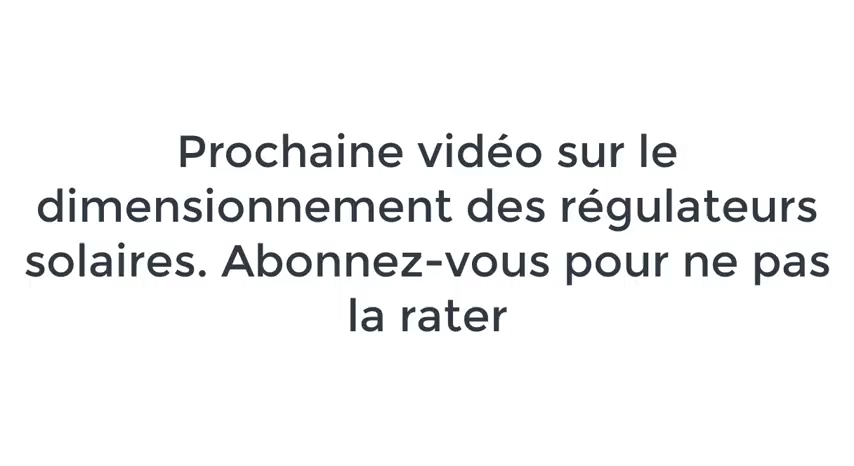 Prochaine vidéo sur le
dimensionnement des régulateurs
solaires. Abonnez-vous pour ne pas
la rater